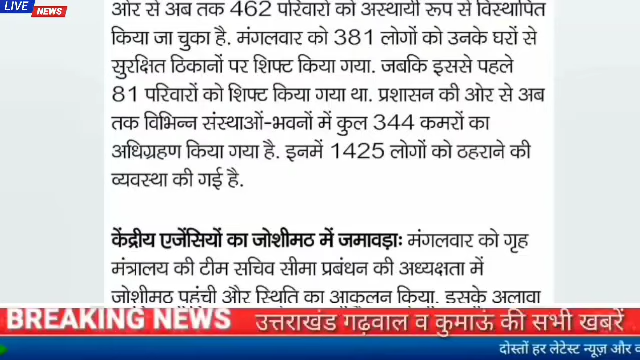 LIVE
NEWS
ओर से अब तक 462 परिवारों को अस्थायी रूप से विस्थापित
किया जा चुका है. मंगलवार को 381 लोगों को उनके घरों से
सुरक्षित ठिकानों पर शिफ्ट किया गया. जबकि इससे पहले
81 परिवारों को शिफ्ट किया गया था. प्रशासन की ओर से अब
तक विभिन्न संस्थाओं-भवनों में कुल 344 कमरों का
अधिग्रहण किया गया है. इनमें 1425 लोगों को ठहराने की
व्यवस्था की गई है.
केंद्रीय एजेंसियों का जोशीमठ में जमावड़ाः मंगलवार को गृह
मंत्रालय की टीम सचिव सीमा प्रबंधन की अध्यक्षता में
जोशीमठ पहुंची और स्थिति का आकलन किया. इसके अलावा
BREAKING NEWS उत्तराखंड गढ़वाल व कुमाऊं की सभी खबरें
दोस्तों हर लेटेस्ट न्यूज़ और